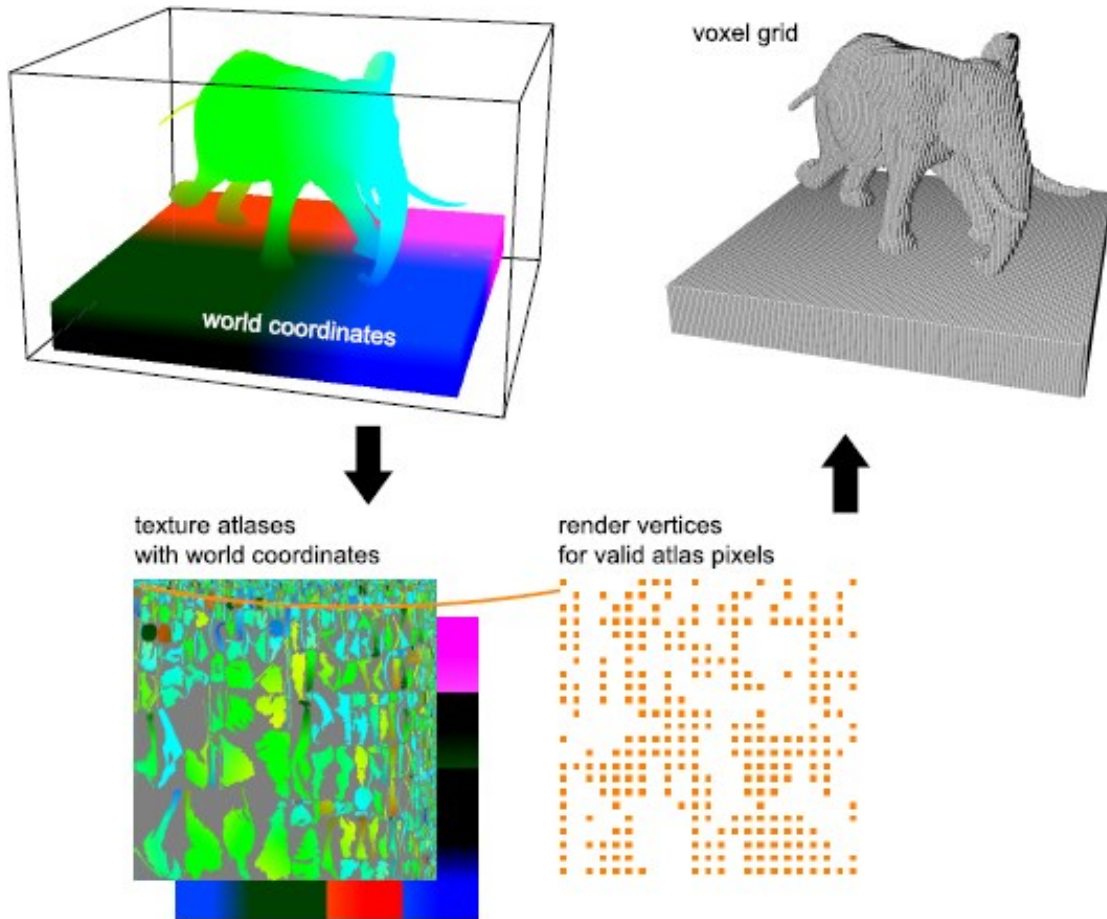 voxel grid
world coordinates
texture atlases
with world coordinates
render vertices
for valid atlas pixels